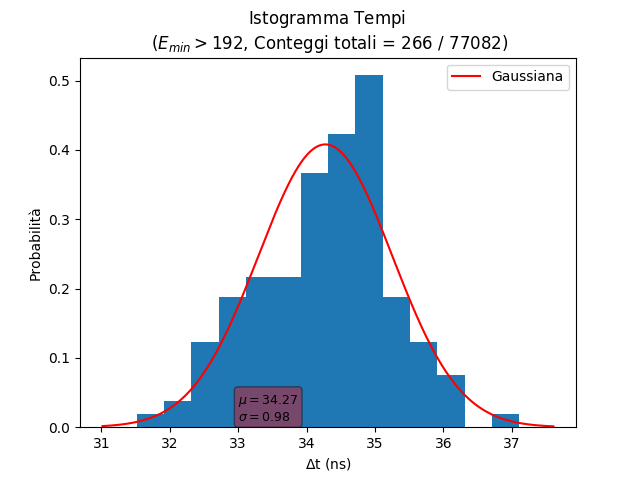 Istogramma Tempi
(E_min > 192, Conteggi totali = 266 / 77082)
Gaussiana
0.5
0.4
0.3
0.2
0.1
0.0
Probabilità
μ = 34.27
σ = 0.98
31 32 33 34 35 36 37
Δt (ns)